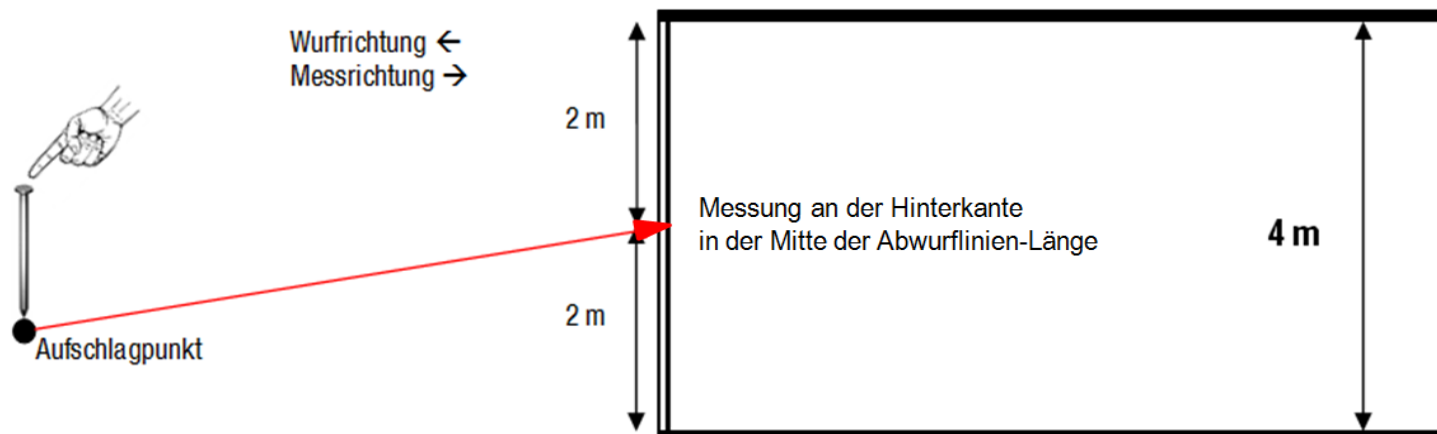 Wurfrichtung ←
Messrichtung →
2 m
Messung an der Hinterkante
in der Mitte der Abwurflinien-Länge
4 m
2 m
Aufschlagpunkt